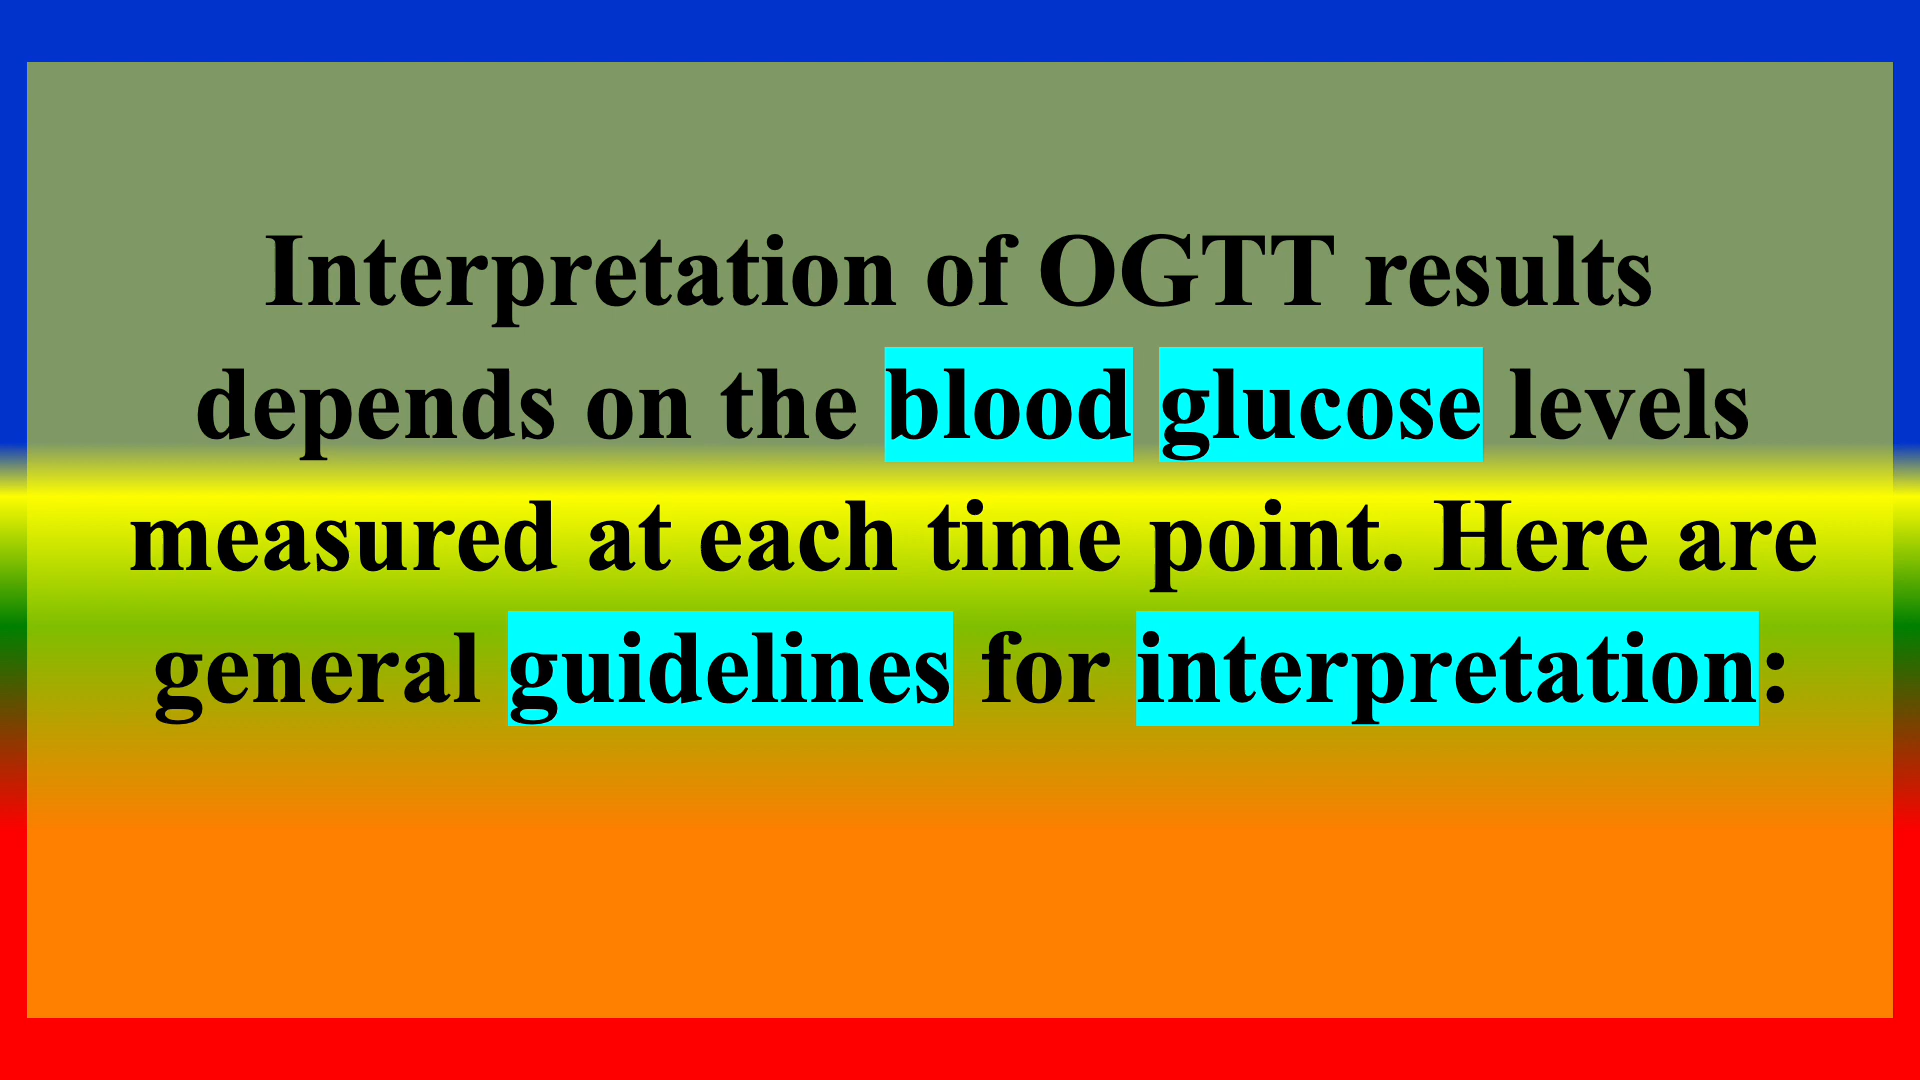 Interpretation of OGTT results
depends on the blood glucose levels
measured at each time point. Here are
general guidelines for interpretation: